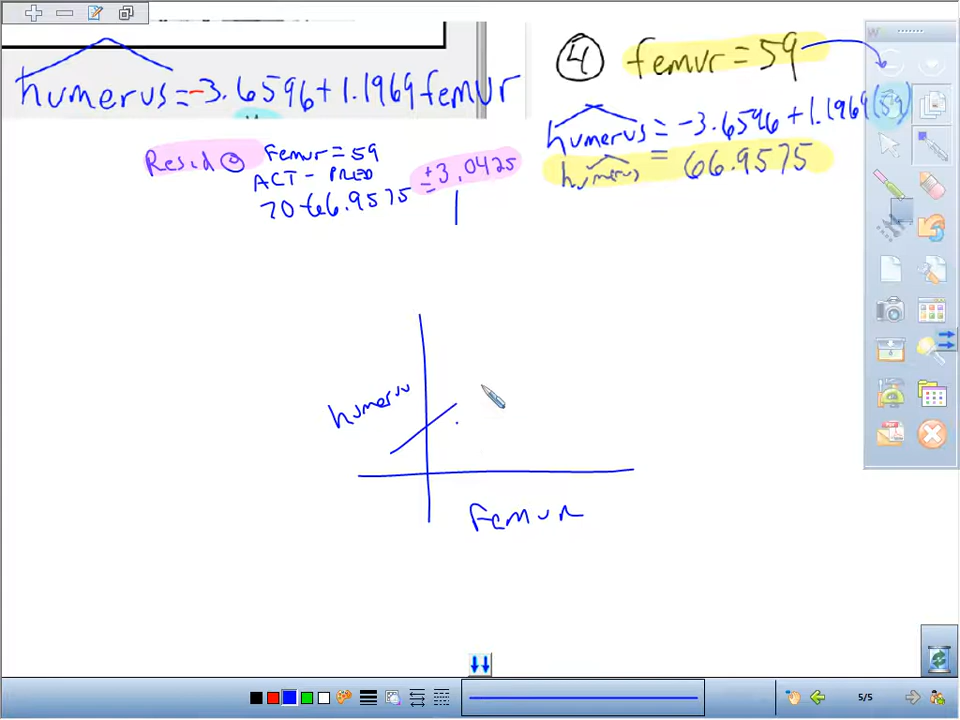 humerus = -3.6596 + 1.1969 femur
④ femur = 59
humerus = -3.6596 + 1.1969(59)
humerus = 66.9575
Resid Femur = 59
ACT - PRED
70 - 66.9575
± 3.0425
humerus
Femur
5/5